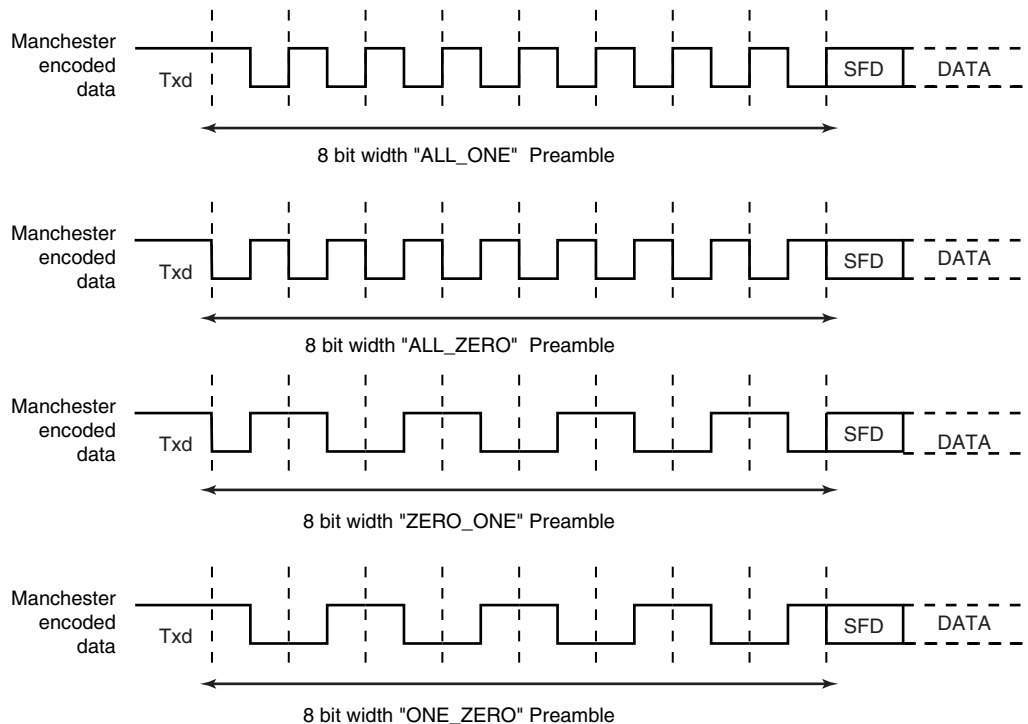 Manchester
encoded
data
Txd
SFD
DATA
8 bit width "ALL_ONE" Preamble
Manchester
encoded
data
Txd
SFD
DATA
8 bit width "ALL_ZERO" Preamble
Manchester
encoded
data
Txd
SFD
DATA
8 bit width "ZERO_ONE" Preamble
Manchester
encoded
data
Txd
SFD
DATA
8 bit width "ONE_ZERO" Preamble